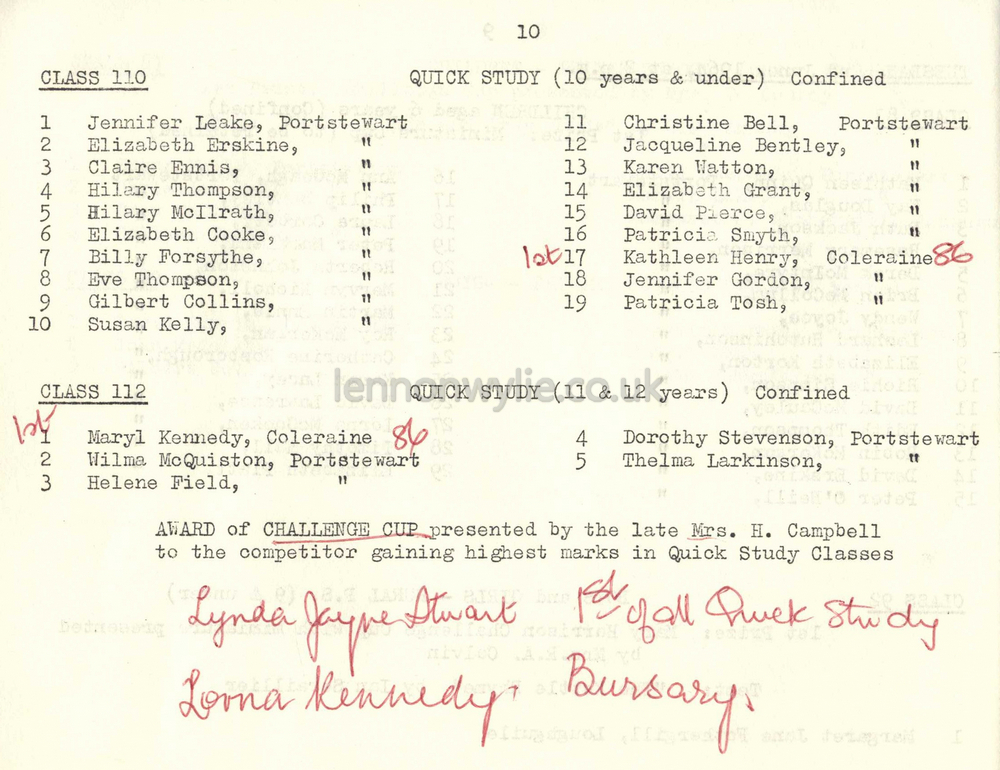 10
CLASS 110 QUICK STUDY (10 years & under) Confined
1 Jennifer Leake, Portstewart
2 Elizabeth Erskine, "
3 Claire Ennis, "
4 Hilary Thompson, "
5 Hilary McIlrath, "
6 Elizabeth Cooke, "
7 Billy Forsythe, "
8 Eve Thompson, "
9 Gilbert Collins, "
10 Susan Kelly, "
11 Christine Bell, Portstewart
12 Jacqueline Bentley, "
13 Karen Watton, "
14 Elizabeth Grant, "
15 David Pierce, "
16 Patricia Smyth, "
1st 17 Kathleen Henry, Coleraine 86
18 Jennifer Gordon, "
19 Patricia Tosh, "
lennonwylie.co.uk
CLASS 112 QUICK STUDY (11 & 12 years) Confined
1st 1 Maryl Kennedy, Coleraine 86
2 Wilma McQuiston, Portstewart
3 Helene Field, "
4 Dorothy Stevenson, Portstewart
5 Thelma Larkinson, "
AWARD of CHALLENGE CUP presented by the late Mrs. H. Campbell
to the competitor gaining highest marks in Quick Study Classes
Lynda Jayne Stuart 1st of all Quick Study
Lorna Kennedy. Bursary.